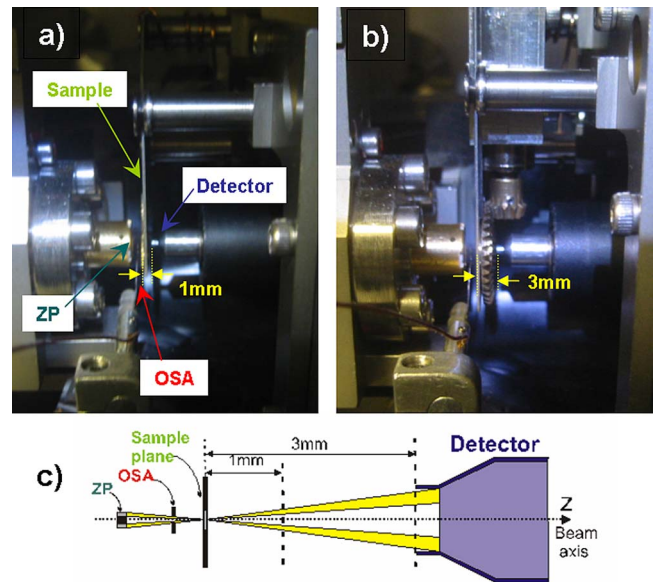 a)
b)
Sample
Detector
1mm
3mm
ZP
OSA
c)
Sample
plane
OSA
ZP
3mm
1mm
Detector
Z
Beam
axis